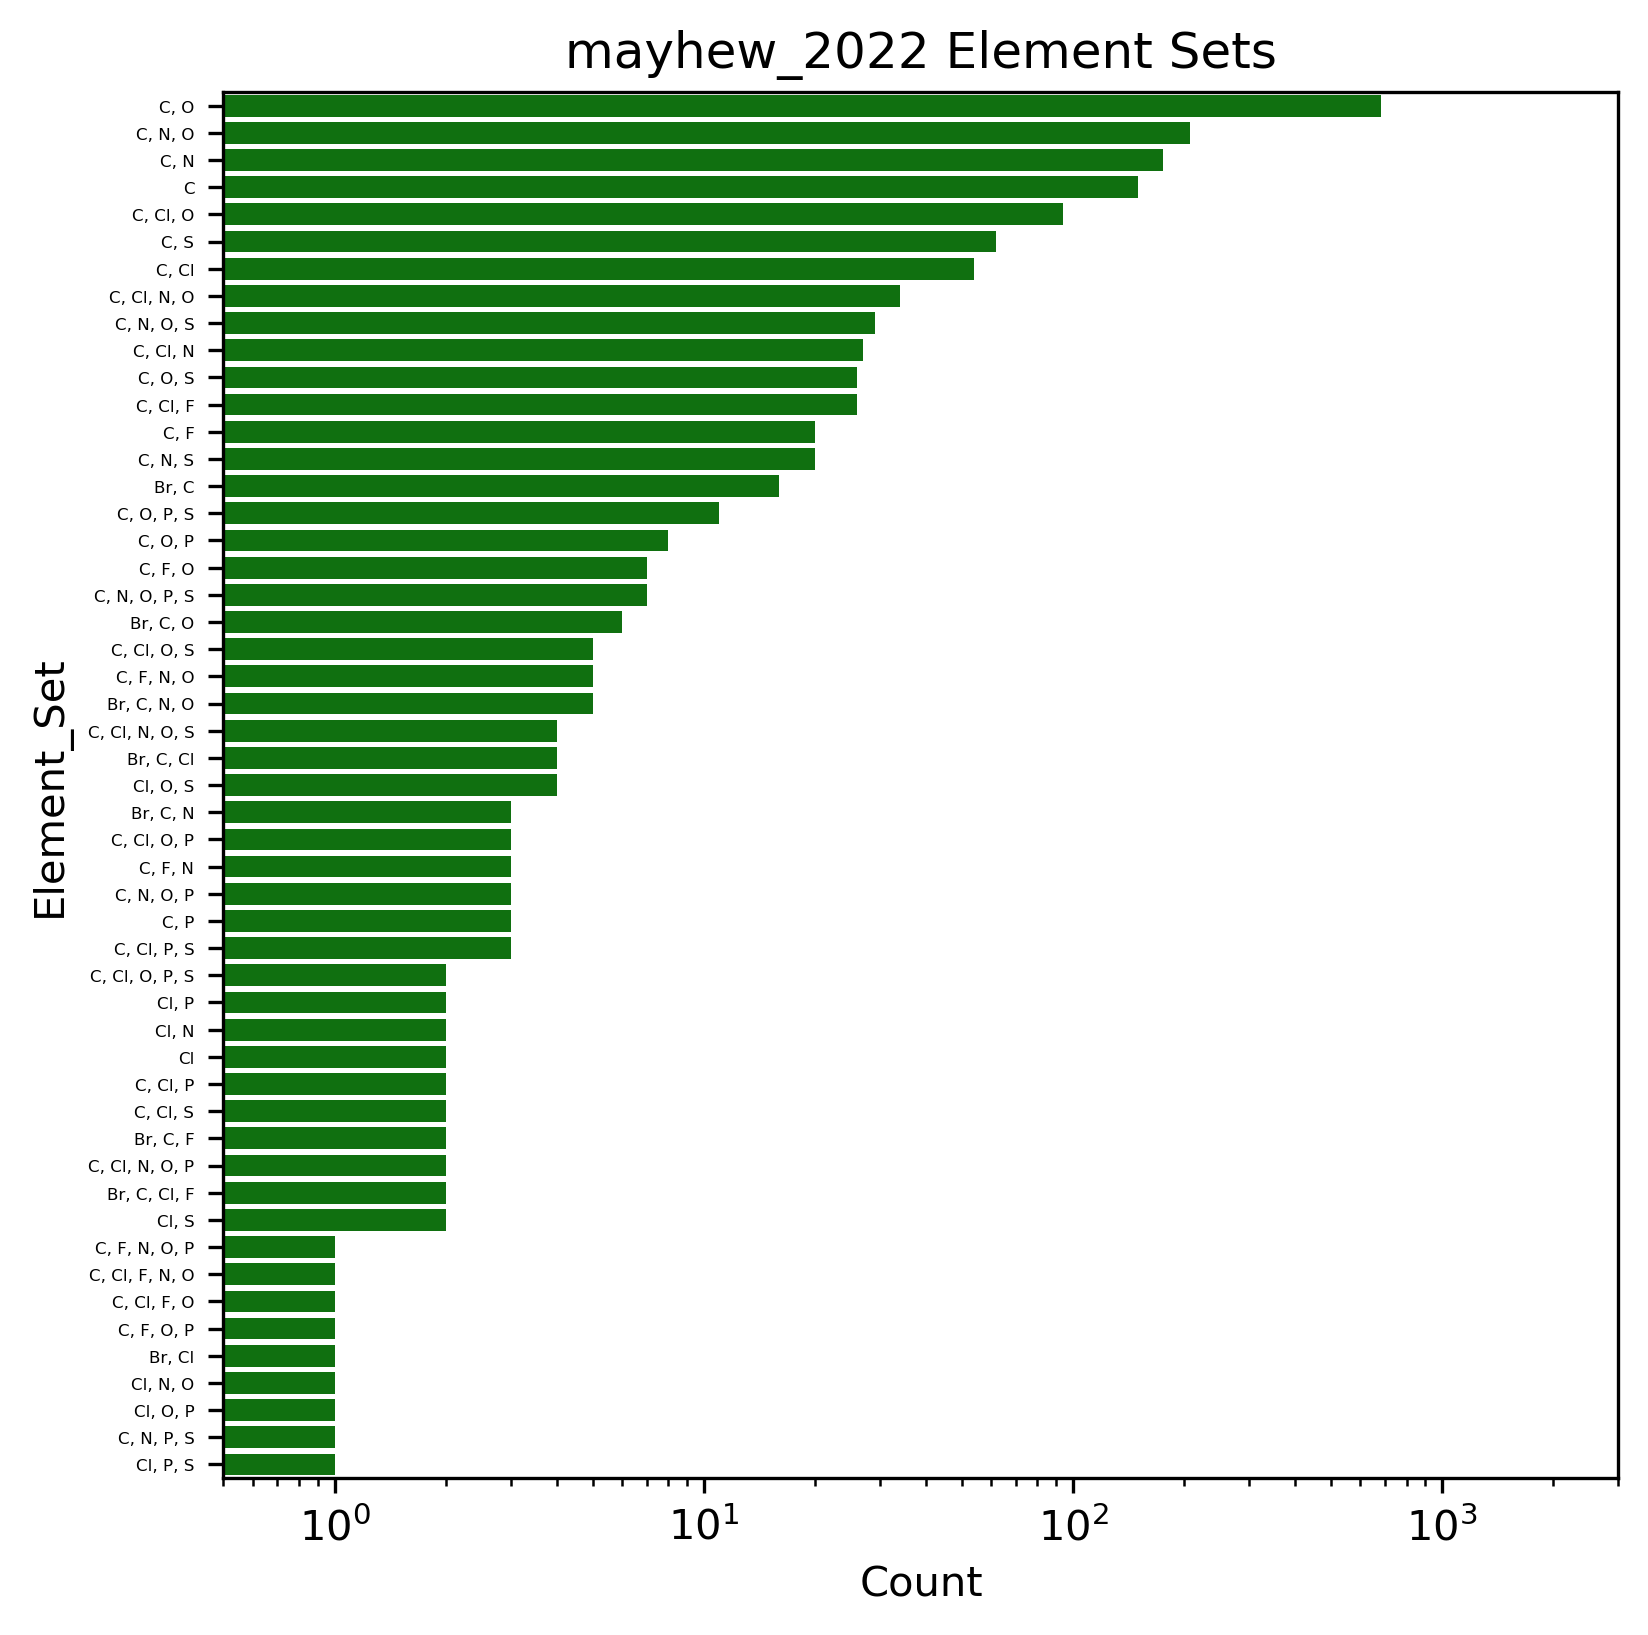 mayhew_2022 Element Sets
C, O
C, N, O
C, N
C
C, Cl, O
C, S
C, Cl
C, Cl, N, O
C, N, O, S
C, Cl, N
C, O, S
C, Cl, F
C, F
C, N, S
Br, C
C, O, P, S
C, O, P
C, F, O
C, N, O, P, S
Br, C, O
C, Cl, O, S
C, F, N, O
Br, C, N, O
C, Cl, N, O, S
Br, C, Cl
Cl, O, S
Br, C, N
C, Cl, O, P
C, F, N
C, N, O, P
C, P
C, Cl, P, S
C, Cl, O, P, S
Cl, P
Cl, N
Cl
C, Cl, P
C, Cl, S
Br, C, F
C, Cl, N, O, P
Br, C, Cl, F
Cl, S
C, F, N, O, P
C, Cl, F, N, O
C, Cl, F, O
C, F, O, P
Br, Cl
Cl, N, O
Cl, O, P
C, N, P, S
Cl, P, S
Element_Set
10⁰ 10¹ 10² 10³
Count